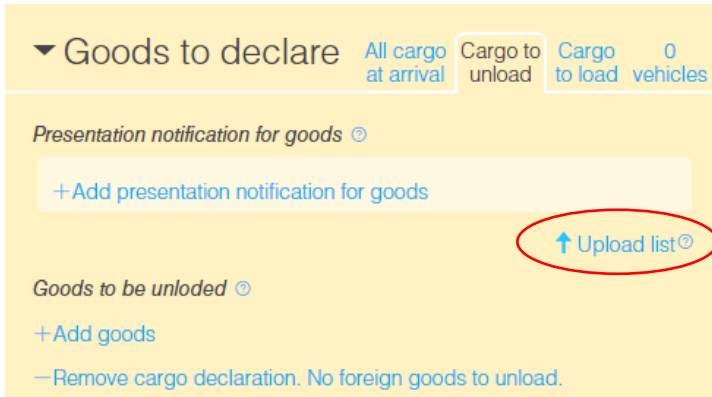 Goods to declare
All cargo at arrival
Cargo to unload
Cargo to load
0 vehicles
Presentation notification for goods ?
+Add presentation notification for goods
Upload list ?
Goods to be unloded ?
+Add goods
−Remove cargo declaration. No foreign goods to unload.